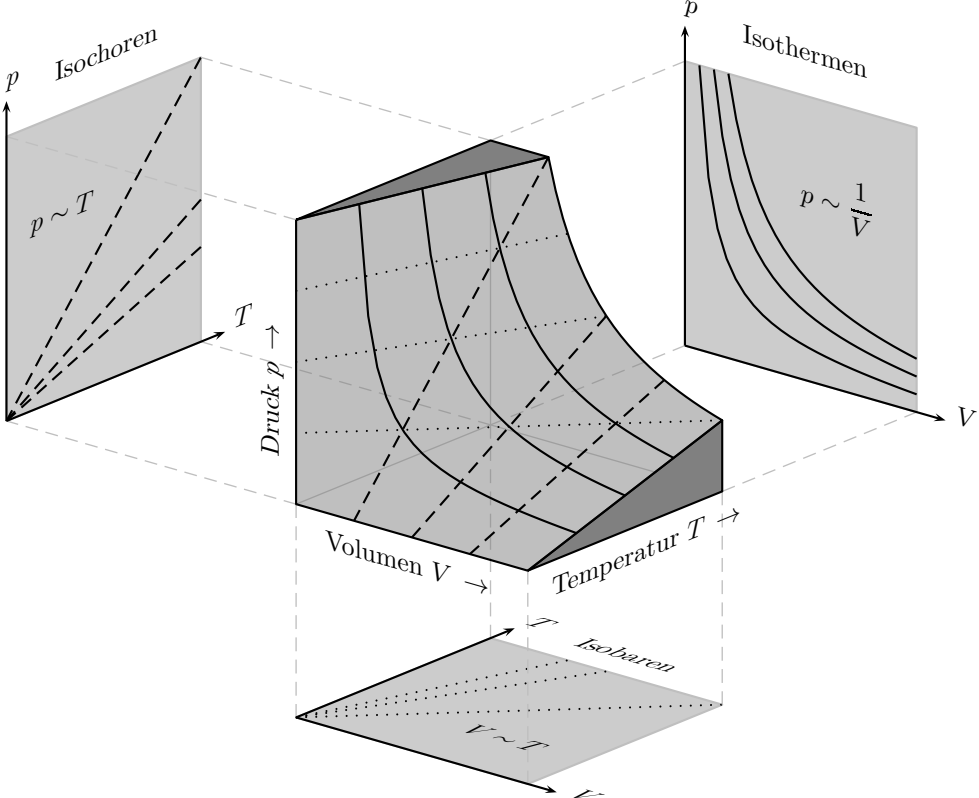 p
Isochoren
p ~ T
T
p
Isothermen
p ~ 1/V
V
Druck p →
Volumen V →
Temperatur T →
T
Isobaren
V ~ T
V